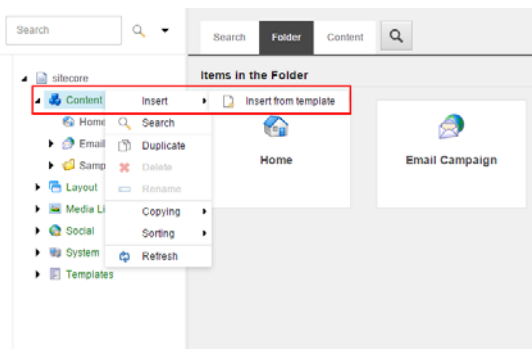 Search
Search Folder Content
sitecore
Items in the Folder
Content
Insert
Insert from template
Home
Search
Email
Duplicate
Samp
Delete
Home
Email Campaign
Layout
Rename
Media Li
Copying
Social
Sorting
System
Refresh
Templates